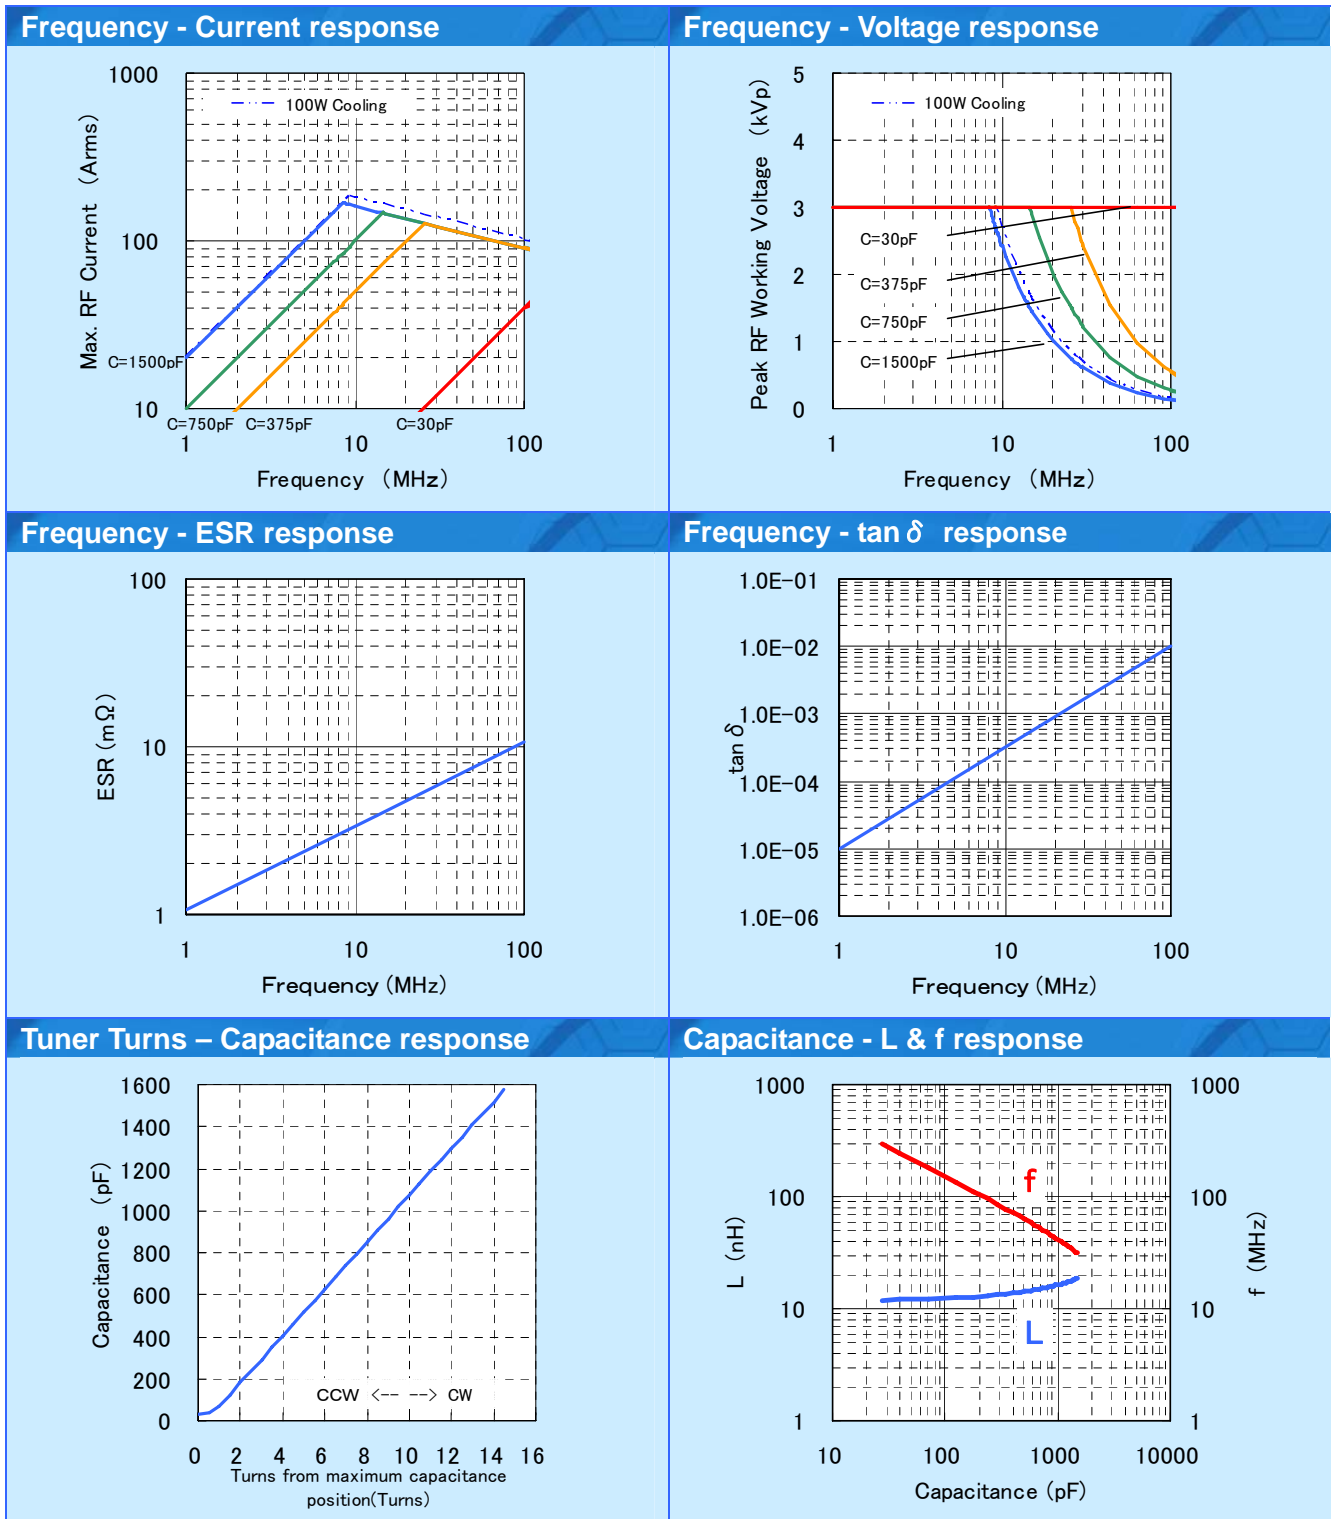 Frequency - Current response
1000
100
10
100W Cooling
Max. RF Current (Arms)
C=1500pF
C=750pF C=375pF C=30pF
1 10 100
Frequency (MHz)
Frequency - Voltage response
5
4
3
2
1
0
100W Cooling
Peak RF Working Voltage (kVp)
C=30pF
C=375pF
C=750pF
C=1500pF
1 10 100
Frequency (MHz)
Frequency - ESR response
100
10
1
ESR (mΩ)
1 10 100
Frequency (MHz)
Frequency - tan δ response
1.0E-01
1.0E-02
1.0E-03
1.0E-04
1.0E-05
1.0E-06
tan δ
1 10 100
Frequency (MHz)
Tuner Turns – Capacitance response
1600
1400
1200
1000
800
600
400
200
0
Capacitance (pF)
CCW <-- --> CW
0 2 4 6 8 10 12 14 16
Turns from maximum capacitance
position(Turns)
Capacitance - L & f response
1000
100
10
1
L (nH)
f
L
1000
100
10
1
f (MHz)
10 100 1000 10000
Capacitance (pF)